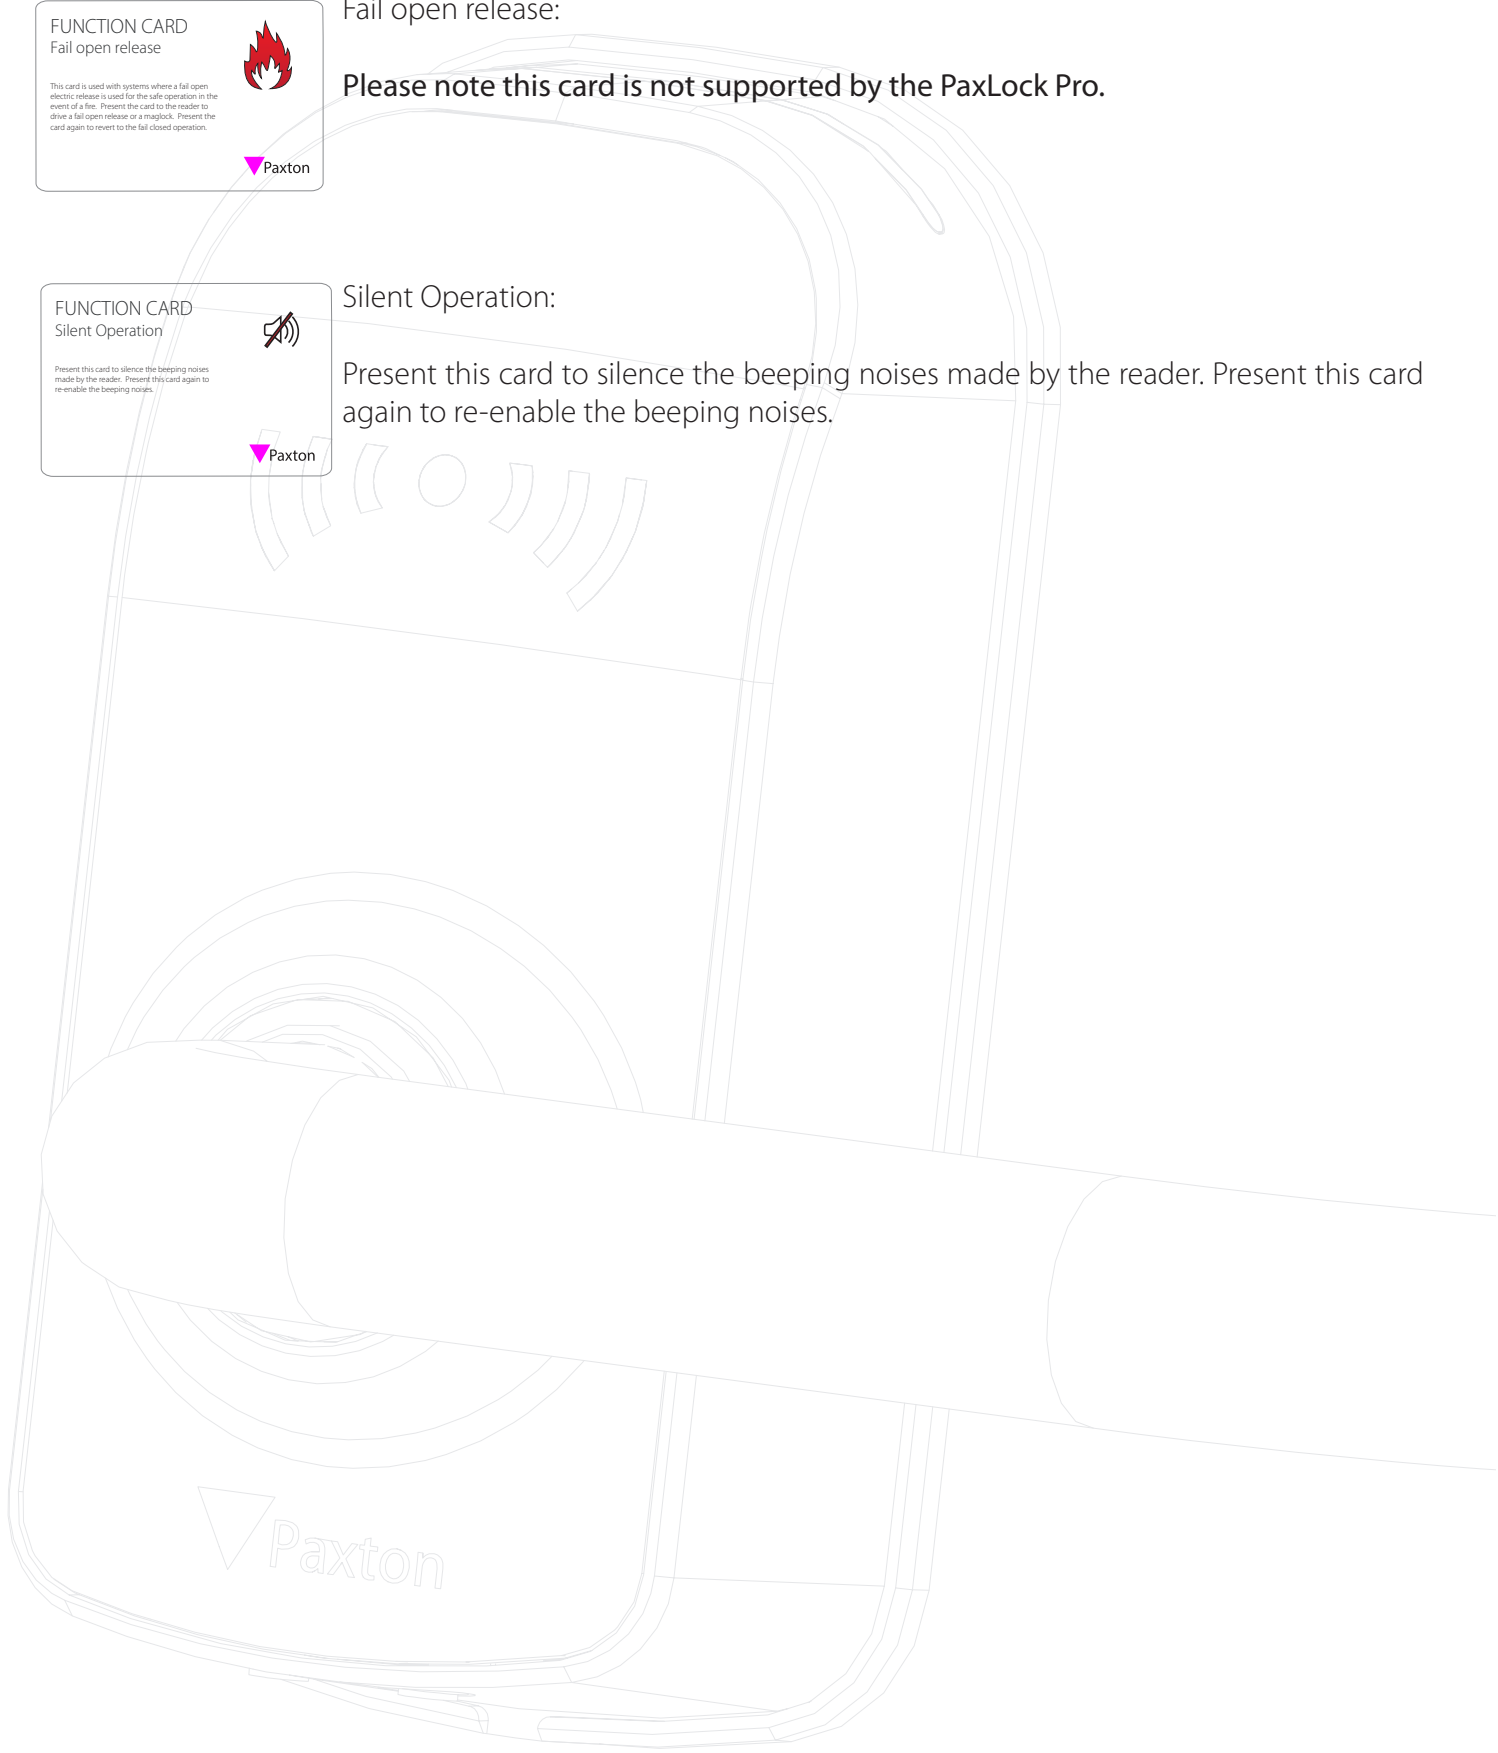 FUNCTION CARD
Fail open release
This card is used with systems where a fail open
electric release is used for the safe operation in the
event of a fire. Present the card to the reader to
drive a fail open release or a maglock. Present the
card again to revert to the fail closed operation.
Paxton
Fail open release:
Please note this card is not supported by the PaxLock Pro.
FUNCTION CARD
Silent Operation
Present this card to silence the beeping noises
made by the reader. Present this card again to
re-enable the beeping noises.
Paxton
Silent Operation:
Present this card to silence the beeping noises made by the reader. Present this card
again to re-enable the beeping noises.
Paxton